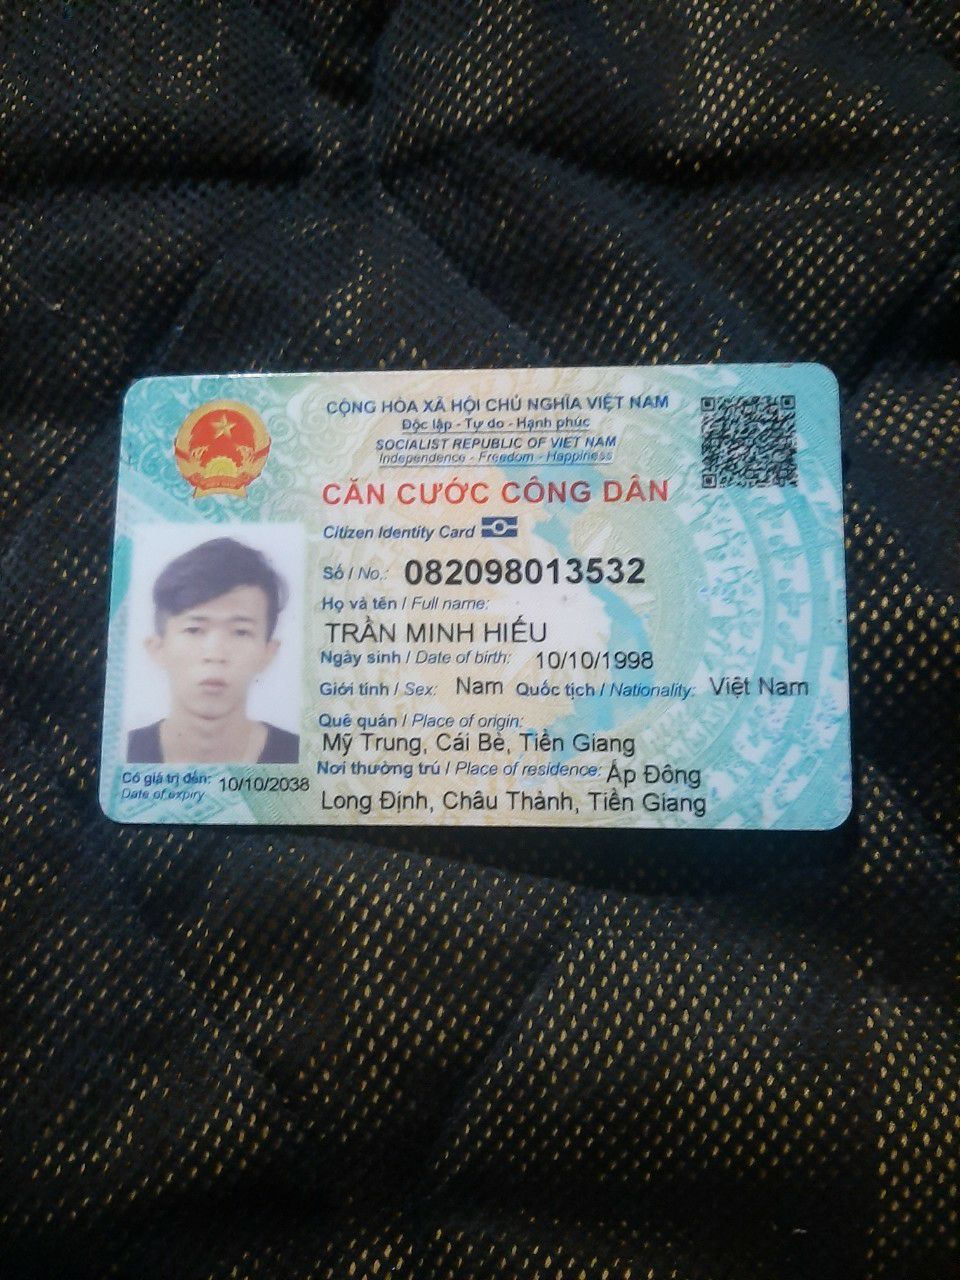 CỘNG HÒA XÃ HỘI CHỦ NGHĨA VIỆT NAM
Độc lập - Tự do - Hạnh phúc
SOCIALIST REPUBLIC OF VIET NAM
Independence - Freedom - Happiness
CĂN CƯỚC CÔNG DÂN
Citizen Identity Card
Số / No.: 082098013532
Họ và tên / Full name:
TRẦN MINH HIẾU
Ngày sinh / Date of birth: 10/10/1998
Giới tính / Sex: Nam Quốc tịch / Nationality: Việt Nam
Quê quán / Place of origin:
Mỹ Trung, Cái Bè, Tiền Giang
Nơi thường trú / Place of residence: Ấp Đông
Long Định, Châu Thành, Tiền Giang
Có giá trị đến: 10/10/2038
Date of expiry